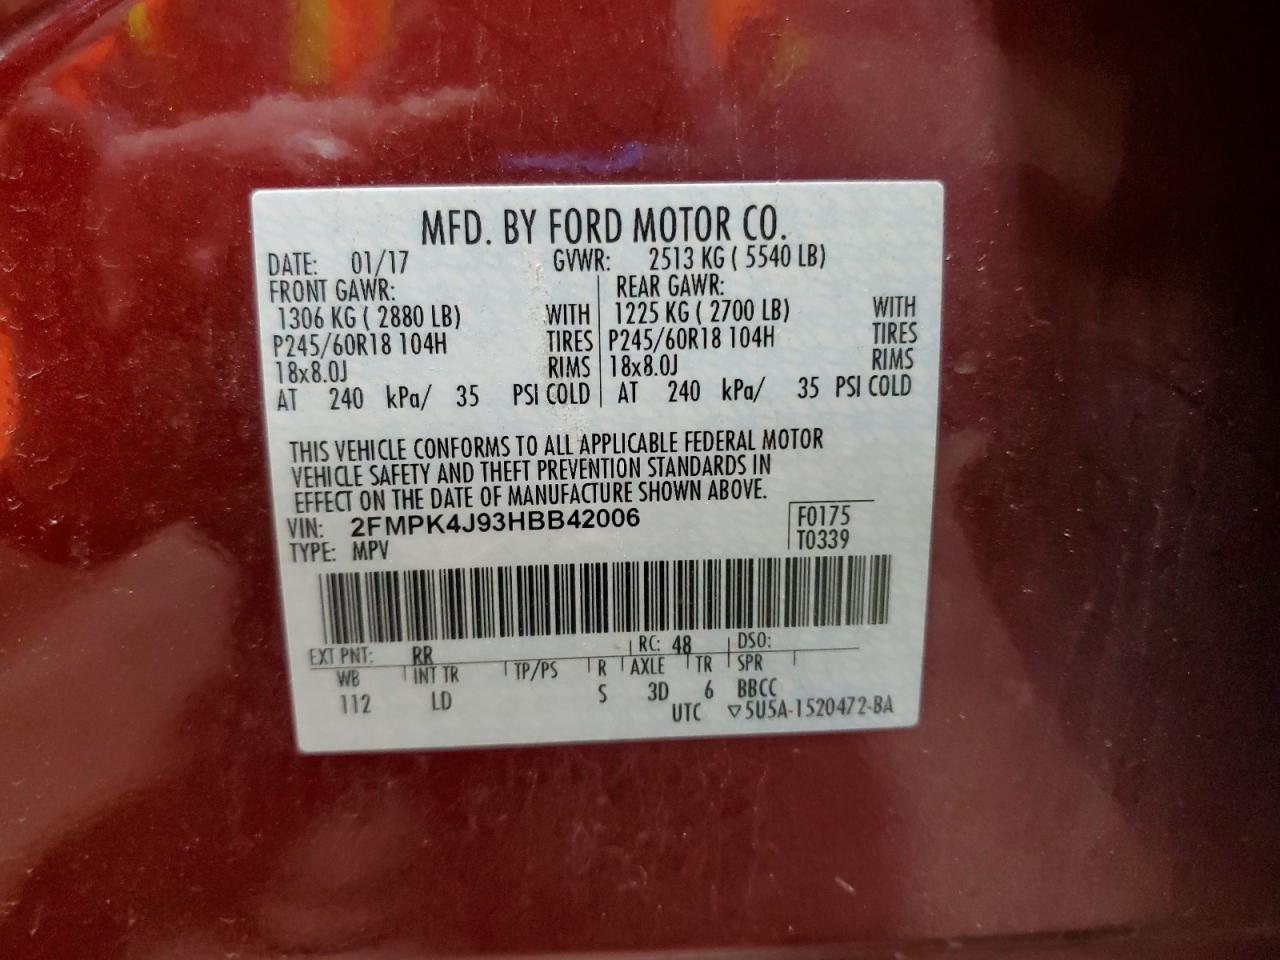 MFD. BY FORD MOTOR CO.
DATE: 01/17 GVWR: 2513 KG ( 5540 LB)
FRONT GAWR: REAR GAWR:
1306 KG ( 2880 LB) WITH 1225 KG ( 2700 LB) WITH
P245/60R18 104H TIRES P245/60R18 104H TIRES
18x8.0J RIMS 18x8.0J RIMS
AT 240 kPa/ 35 PSI COLD AT 240 kPa/ 35 PSI COLD
THIS VEHICLE CONFORMS TO ALL APPLICABLE FEDERAL MOTOR
VEHICLE SAFETY AND THEFT PREVENTION STANDARDS IN
EFFECT ON THE DATE OF MANUFACTURE SHOWN ABOVE.
VIN: 2FMPK4J93HBB42006 F0175
TYPE: MPV T0339
EXT PNT: RR RC: 48 DSO:
WB INT TR TP/PS R AXLE TR SPR
112 LD S 3D 6 BBCC
UTC ▽5U5A-1520472-BA